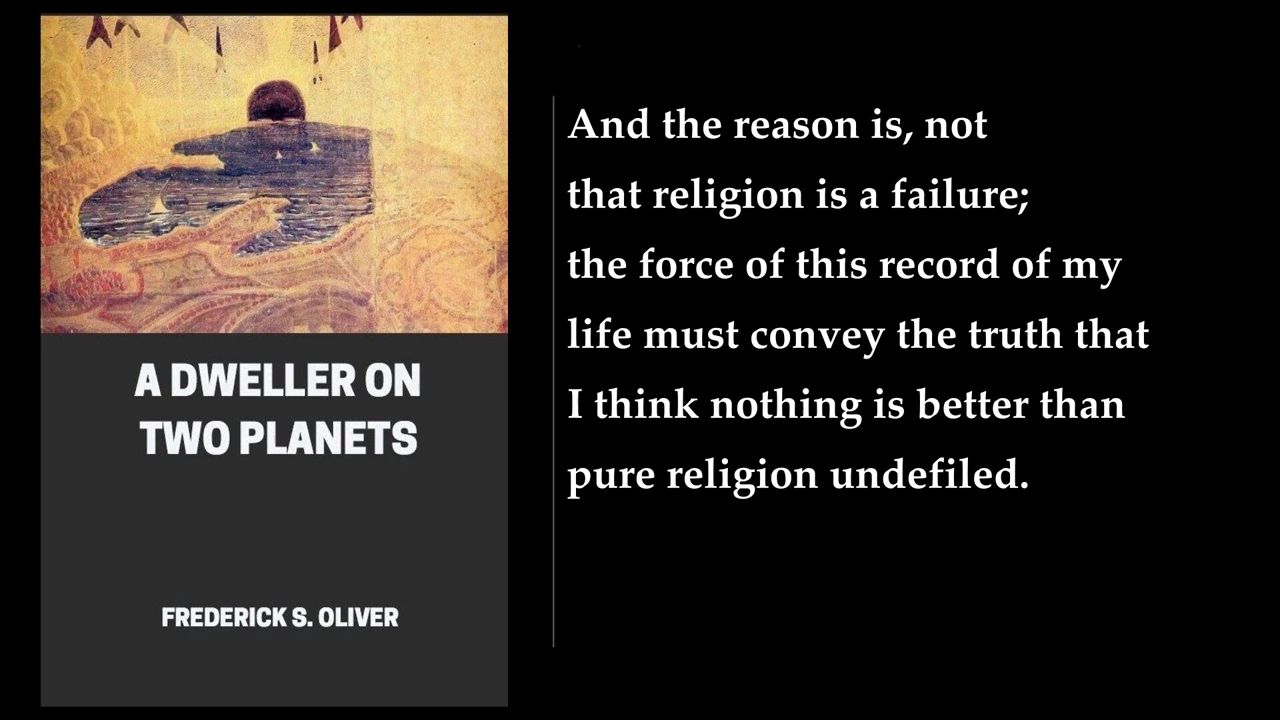 A DWELLER ON
TWO PLANETS
FREDERICK S. OLIVER
And the reason is, not
that religion is a failure;
the force of this record of my
life must convey the truth that
I think nothing is better than
pure religion undefiled.